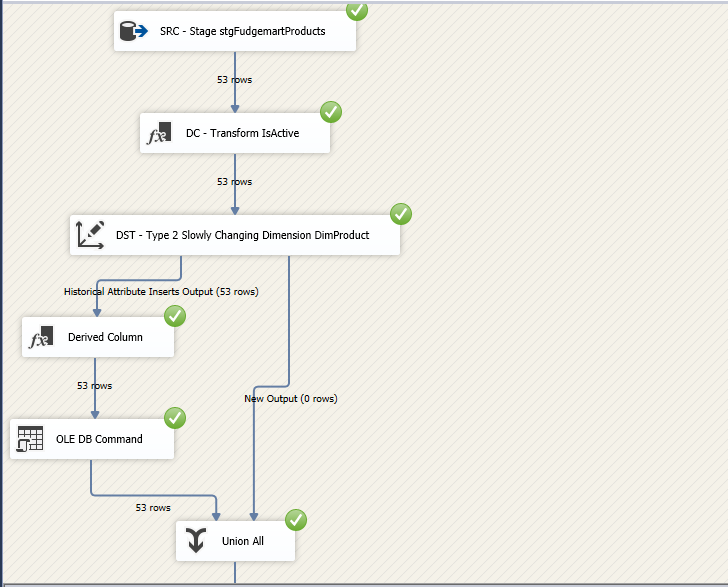 SRC - Stage stgFudgemartProducts
53 rows
DC - Transform IsActive
53 rows
DST - Type 2 Slowly Changing Dimension DimProduct
Historical Attribute Inserts Output (53 rows)
Derived Column
53 rows
New Output (0 rows)
OLE DB Command
53 rows
Union All